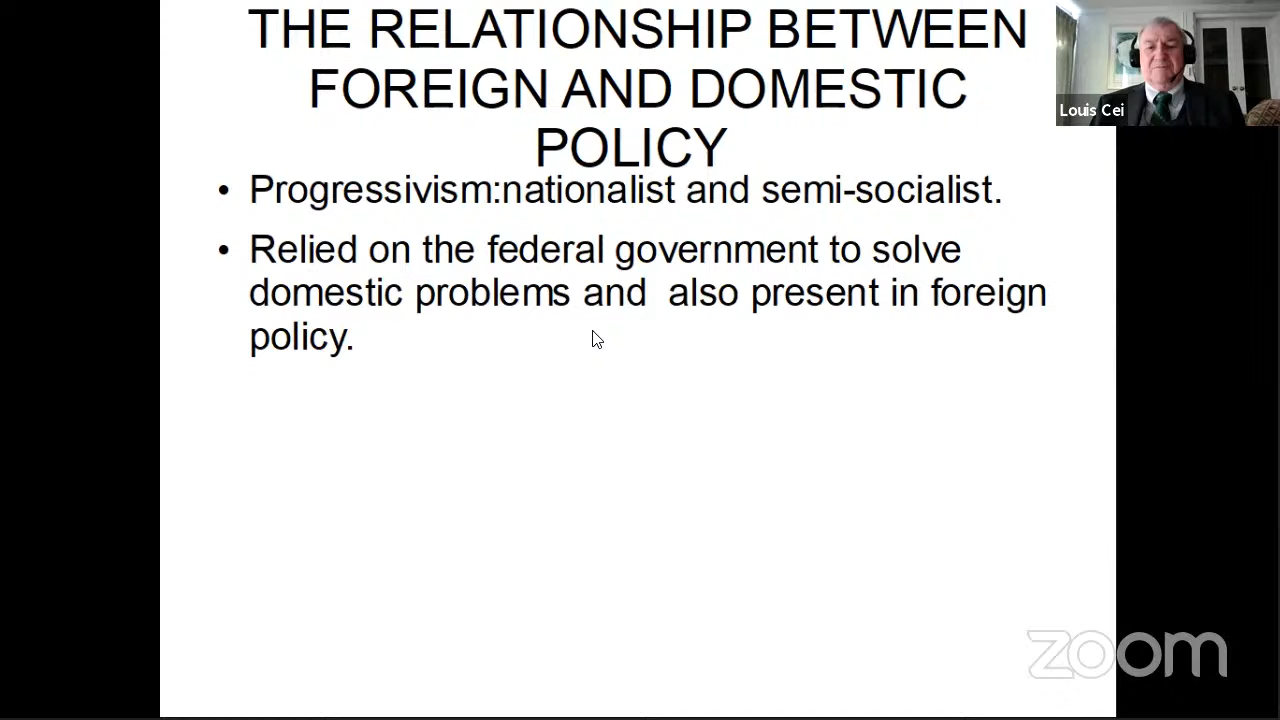 THE RELATIONSHIP BETWEEN
FOREIGN AND DOMESTIC
POLICY
• Progressivism:nationalist and semi-socialist.
• Relied on the federal government to solve
domestic problems and  also present in foreign
policy.
Louis Cei
zoom